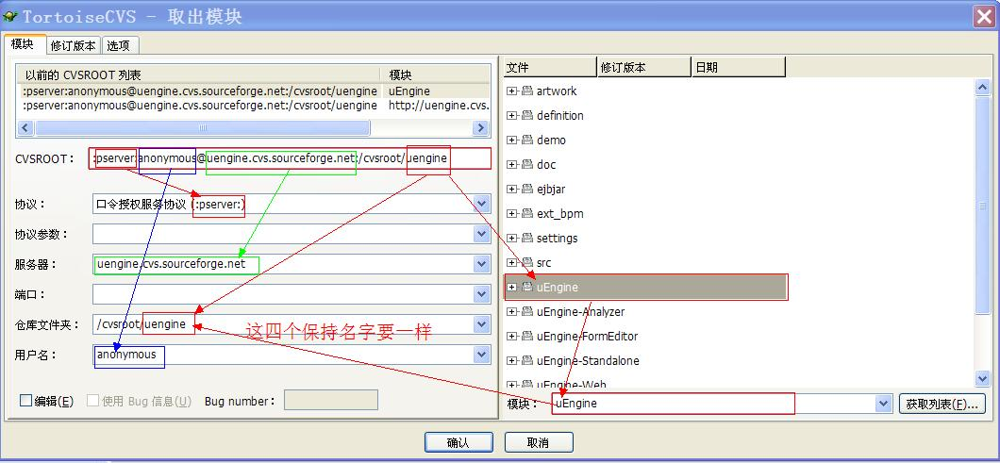 TortoiseCVS - 取出模块
模块 修订版本 选项
以前的 CVSROOT 列表 模块
:pserver:anonymous@uengine.cvs.sourceforge.net:/cvsroot/uengine uEngine
:pserver:anonymous@uengine.cvs.sourceforge.net:/cvsroot/uengine http://uengine.cvs.
CVSROOT: :pserver:anonymous@uengine.cvs.sourceforge.net:/cvsroot/uengine
协议: 口令授权服务协议 (:pserver:)
协议参数:
服务器: uengine.cvs.sourceforge.net
端口:
仓库文件夹: /cvsroot/uengine
这四个保持名字要一样
用户名: anonymous
编辑(E) 使用 Bug 信息(U) Bug number:
文件 修订版本 日期
artwork
definition
demo
doc
ejbjar
ext_bpm
settings
src
uEngine
uEngine-Analyzer
uEngine-FormEditor
uEngine-Standalone
uEngine-Web
模块: uEngine 获取列表(F)...
确认 取消